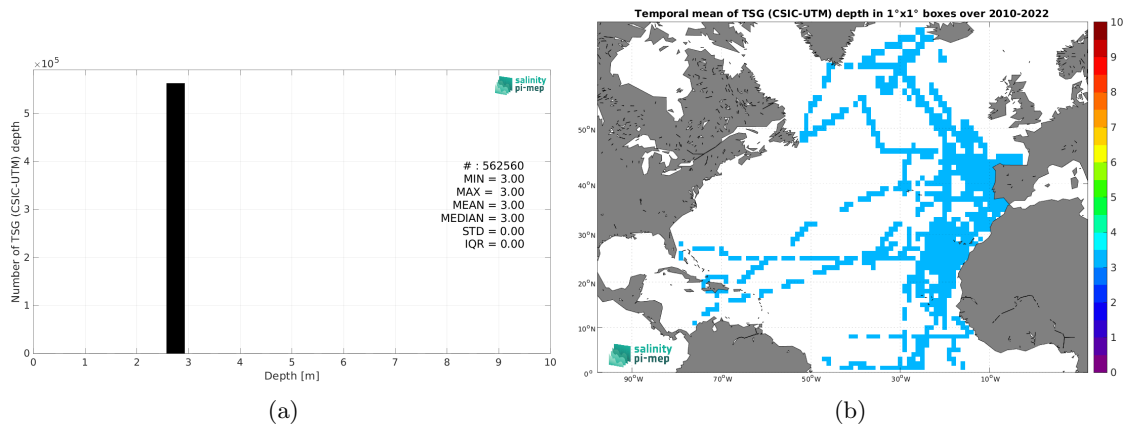 ×10⁵
5
4
3
2
1
0
Number of TSG (CSIC-UTM) depth
salinity
pi-mep
# : 562560
MIN = 3.00
MAX = 3.00
MEAN = 3.00
MEDIAN = 3.00
STD = 0.00
IQR = 0.00
0 1 2 3 4 5 6 7 8 9 10
Depth [m]
(a)
Temporal mean of TSG (CSIC-UTM) depth in 1°x1° boxes over 2010-2022
50°N
40°N
30°N
20°N
10°N
0°
90°W 70°W 50°W 30°W 10°W
salinity
pi-mep
10
9
8
7
6
5
4
3
2
1
0
(b)